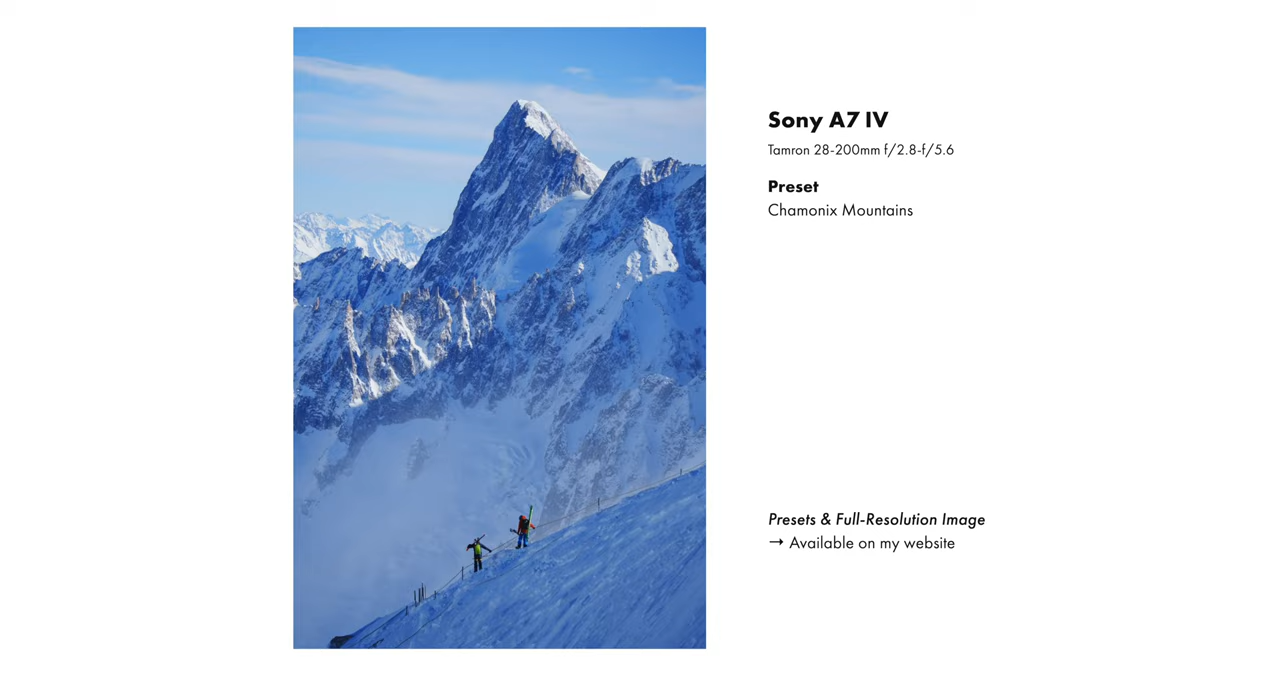 Sony A7 IV
Tamron 28-200mm f/2.8-f/5.6
Preset
Chamonix Mountains
Presets & Full-Resolution Image
→ Available on my website